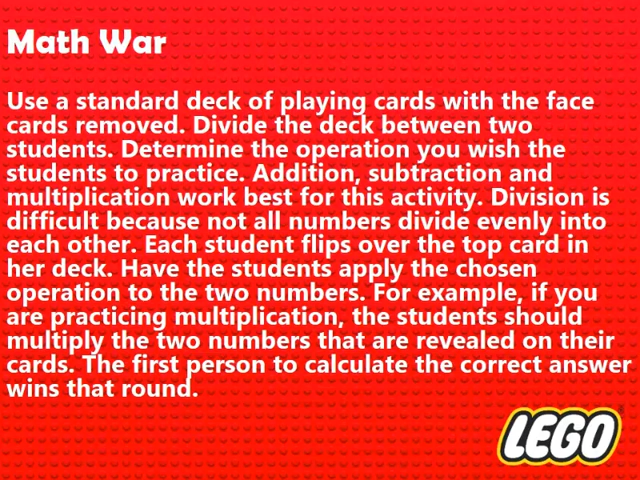 Math War
Use a standard deck of playing cards with the face
cards removed. Divide the deck between two
students. Determine the operation you wish the
students to practice. Addition, subtraction and
multiplication work best for this activity. Division is
difficult because not all numbers divide evenly into
each other. Each student flips over the top card in
her deck. Have the students apply the chosen
operation to the two numbers. For example, if you
are practicing multiplication, the students should
multiply the two numbers that are revealed on their
cards. The first person to calculate the correct answer
wins that round.
LEGO